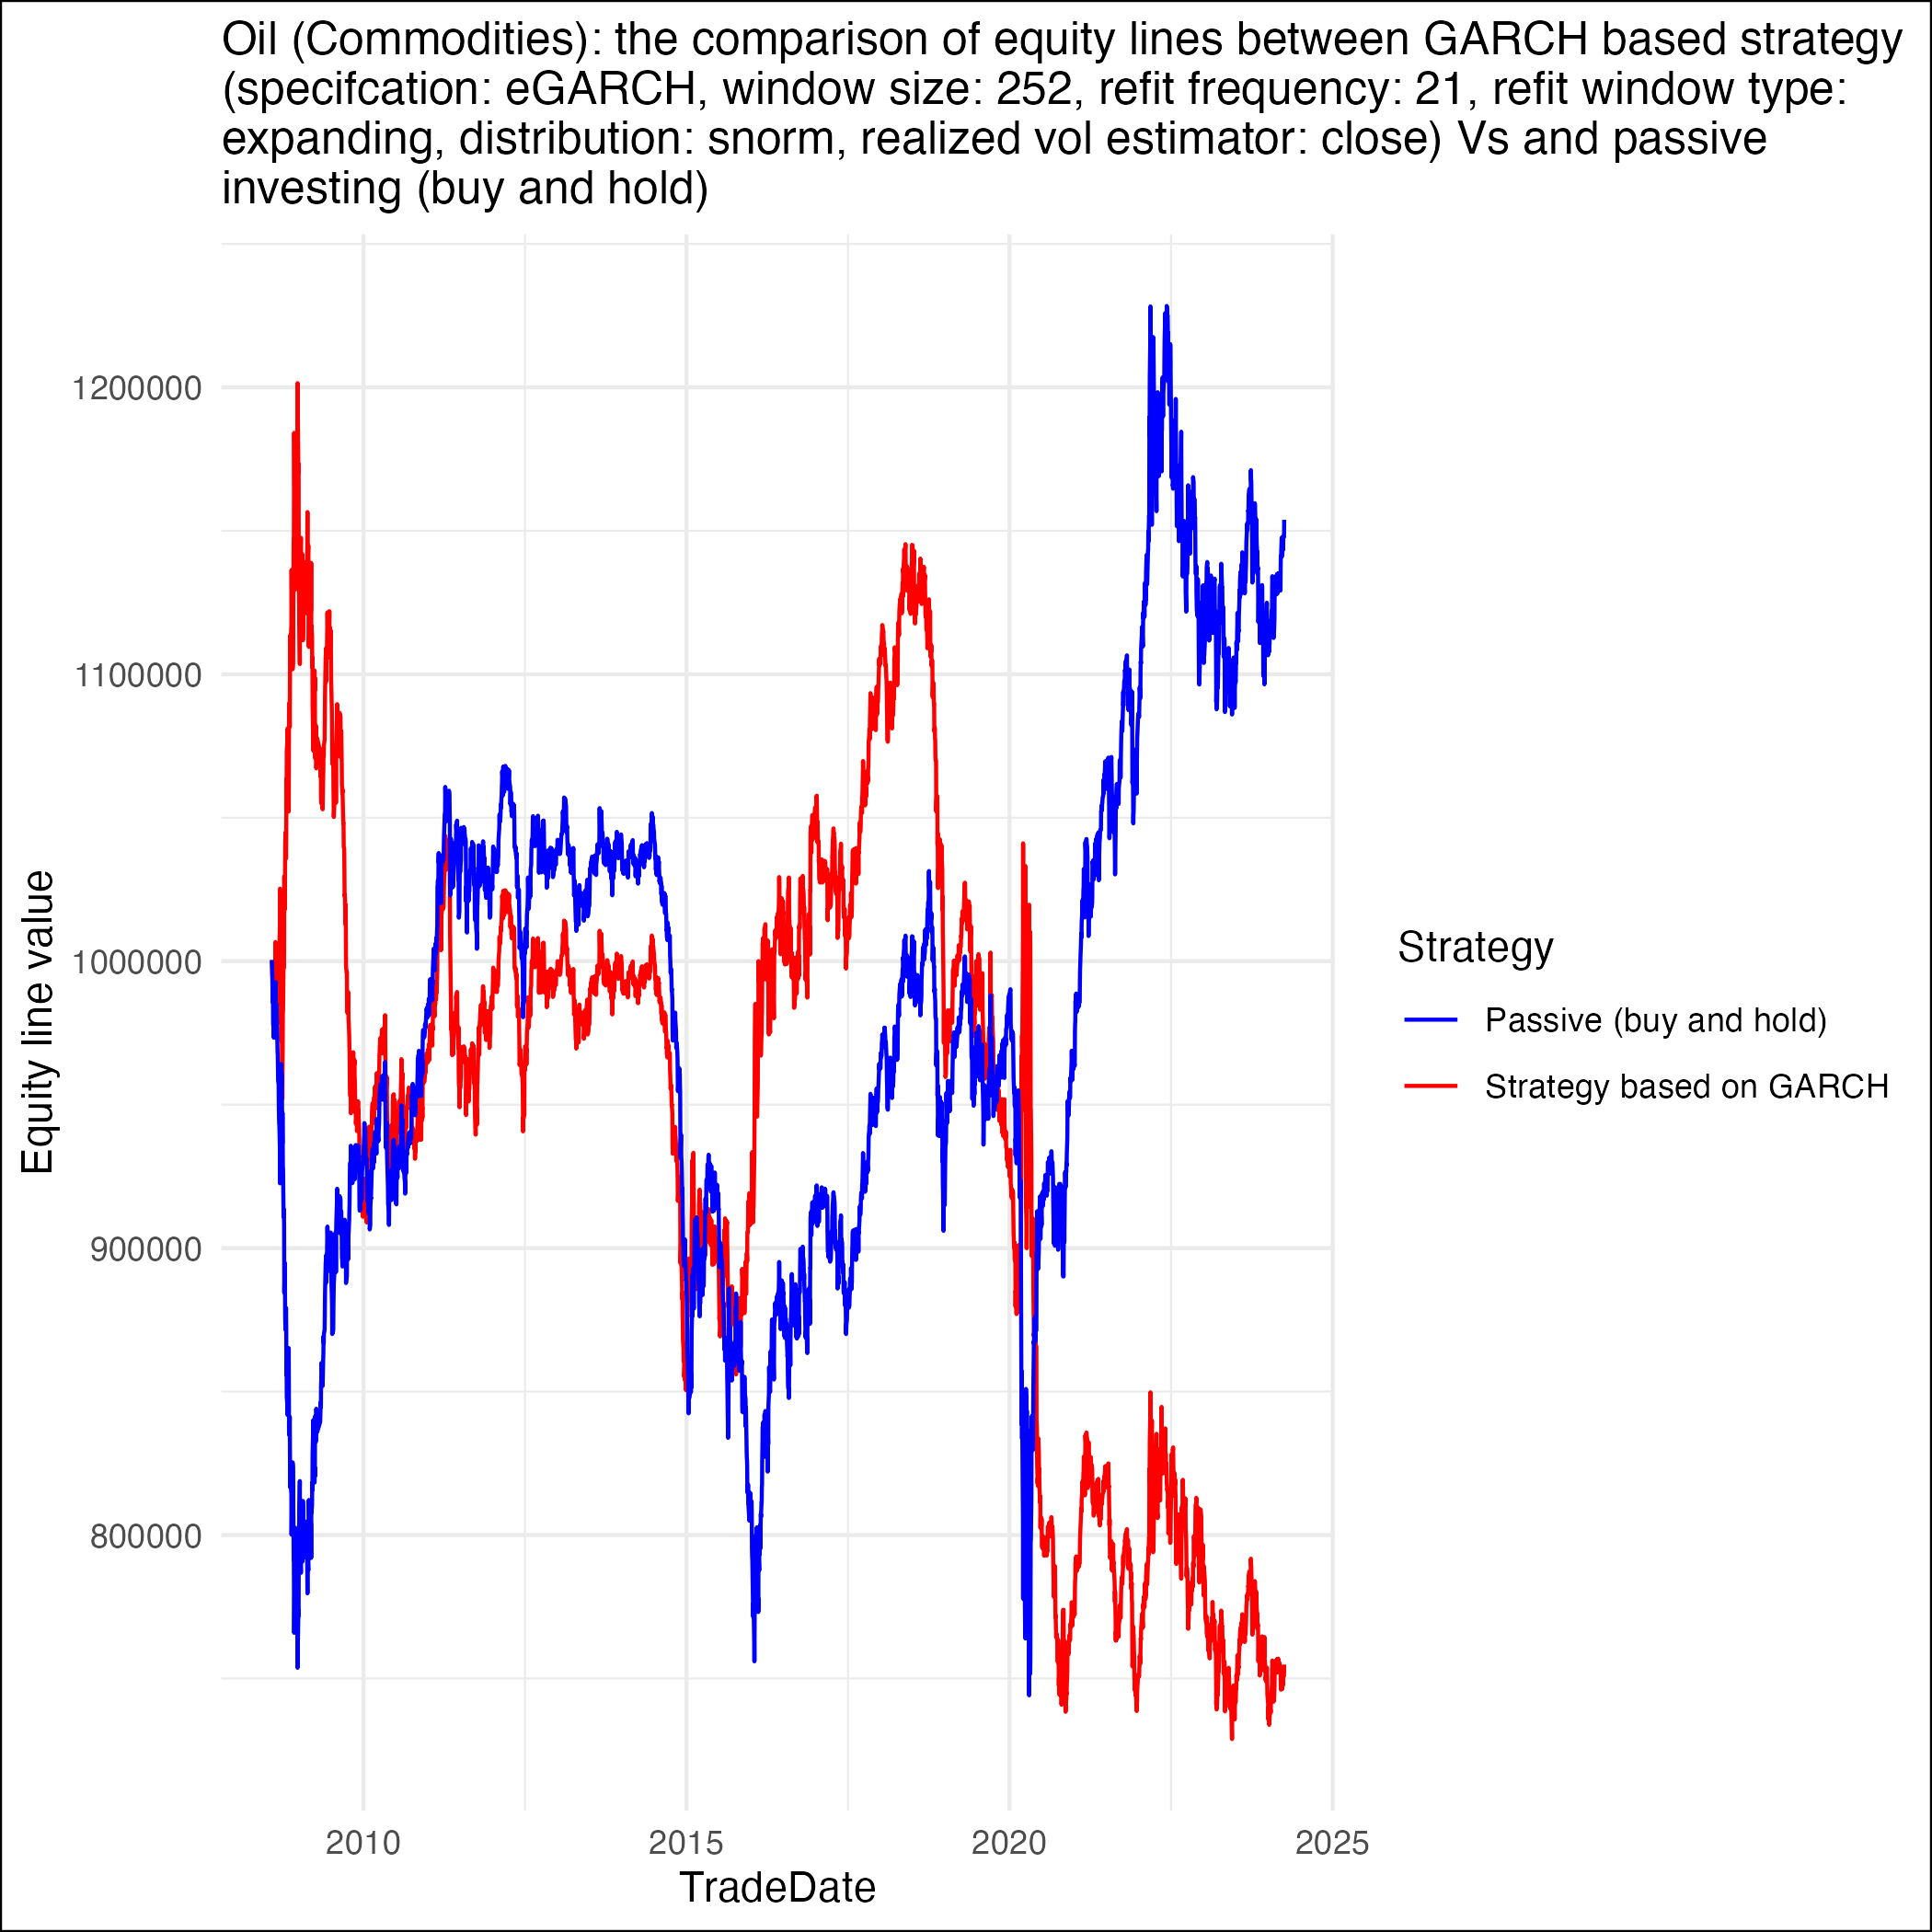 Oil (Commodities): the comparison of equity lines between GARCH based strategy
(specifcation: eGARCH, window size: 252, refit frequency: 21, refit window type:
expanding, distribution: snorm, realized vol estimator: close) Vs and passive
investing (buy and hold)
Equity line value
1200000
1100000
1000000
900000
800000
2010
2015
2020
2025
TradeDate
Strategy
Passive (buy and hold)
Strategy based on GARCH